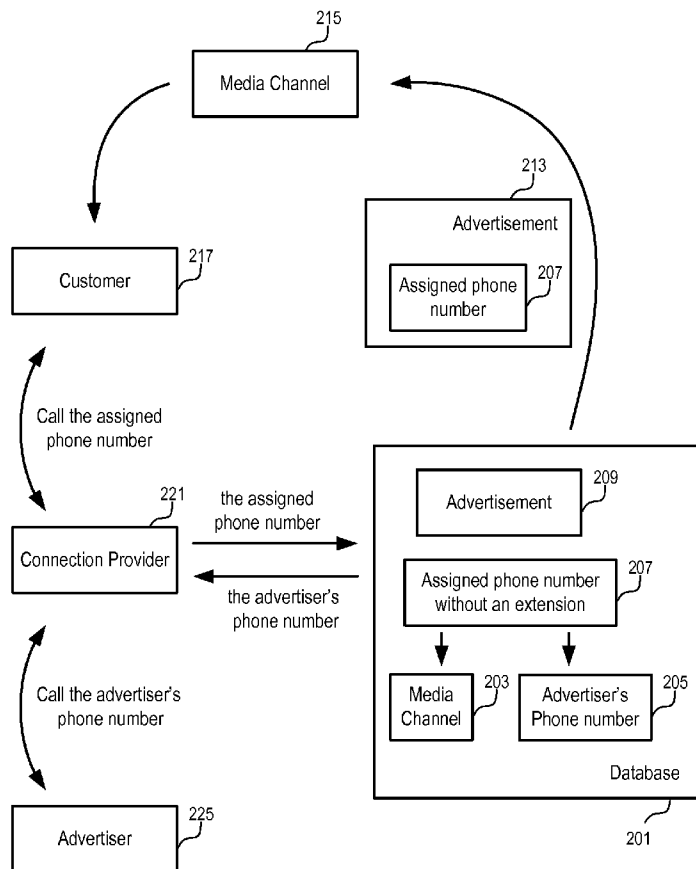 215
Media Channel
213
Advertisement
207
Assigned phone
number
217
Customer
Call the assigned
phone number
221
Connection Provider
the assigned
phone number
the advertiser's
phone number
209
Advertisement
207
Assigned phone number
without an extension
Media
Channel
203
Advertiser's
Phone number
205
Database
201
Call the advertiser's
phone number
225
Advertiser